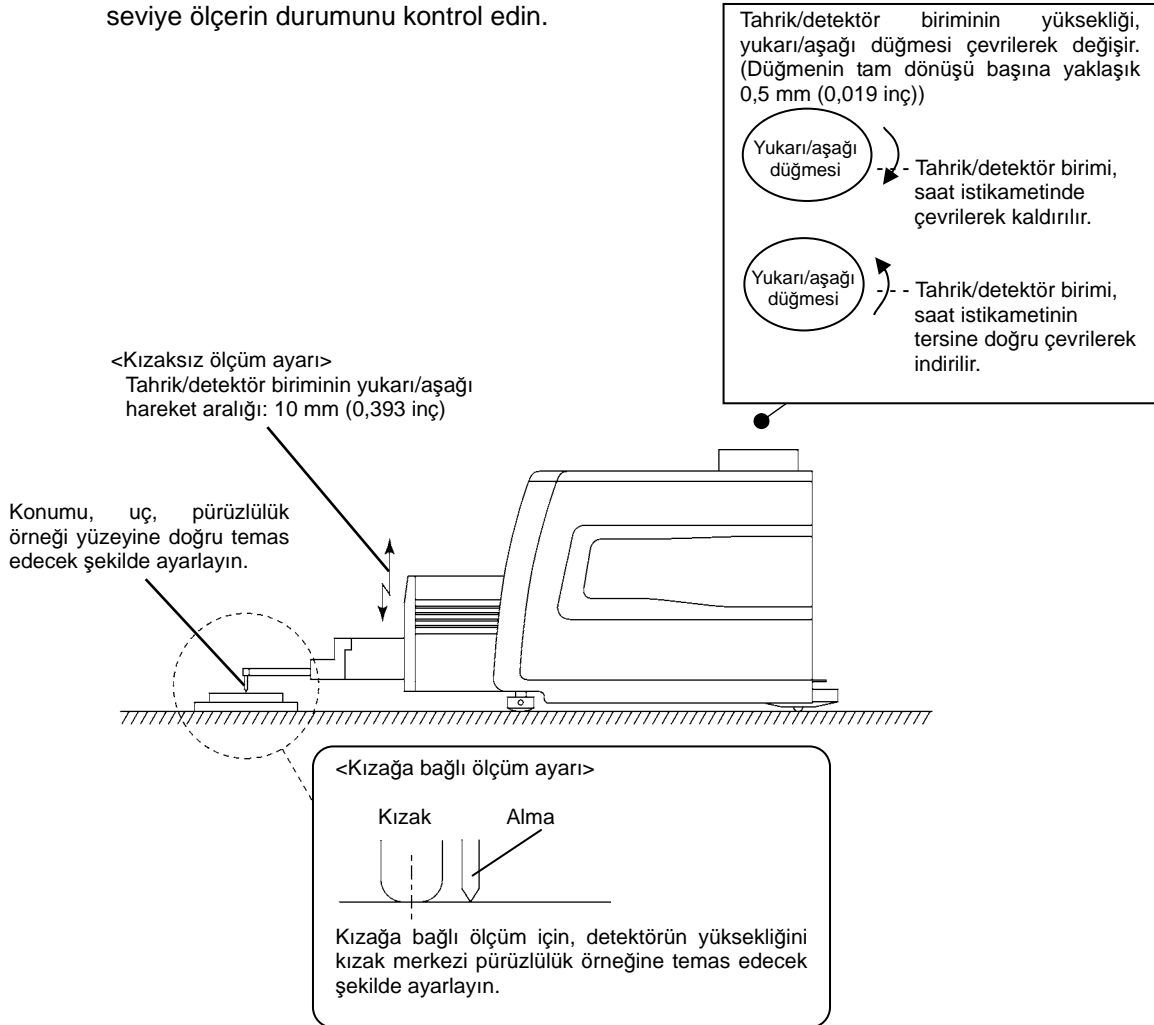 seviye ölçerin durumunu kontrol edin.
Tahrik/detektör biriminin yüksekliği,
yukarı/aşağı düğmesi çevrilerek değişir.
(Düğmenin tam dönüşü başına yaklaşık
0,5 mm (0,019 inç))
Yukarı/aşağı
düğmesi
Tahrik/detektör birimi,
saat istikametinde
çevrilerek kaldırılır.
Yukarı/aşağı
düğmesi
Tahrik/detektör birimi,
saat istikametinin
tersine doğru çevrilerek
indirilir.
<Kızaksız ölçüm ayarı>
Tahrik/detektör biriminin yukarı/aşağı
hareket aralığı: 10 mm (0,393 inç)
Konumu, uç, pürüzlülük
örneği yüzeyine doğru temas
edecek şekilde ayarlayın.
<Kızağa bağlı ölçüm ayarı>
Kızak Alma
Kızağa bağlı ölçüm için, detektörün yüksekliğini
kızak merkezi pürüzlülük örneğine temas edecek
şekilde ayarlayın.